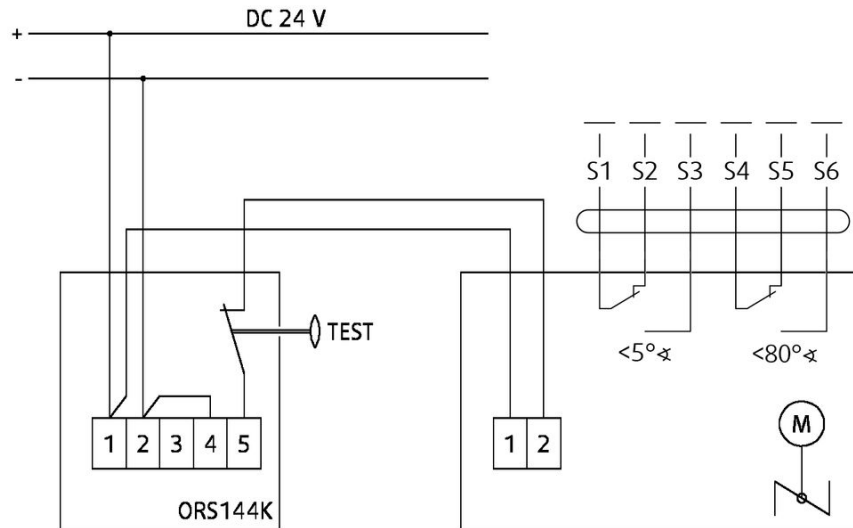 DC 24 V
+
-
S1 S2 S3 S4 S5 S6
TEST
<5°∢ <80°∢
1 2 3 4 5
1 2
M
ORS144K